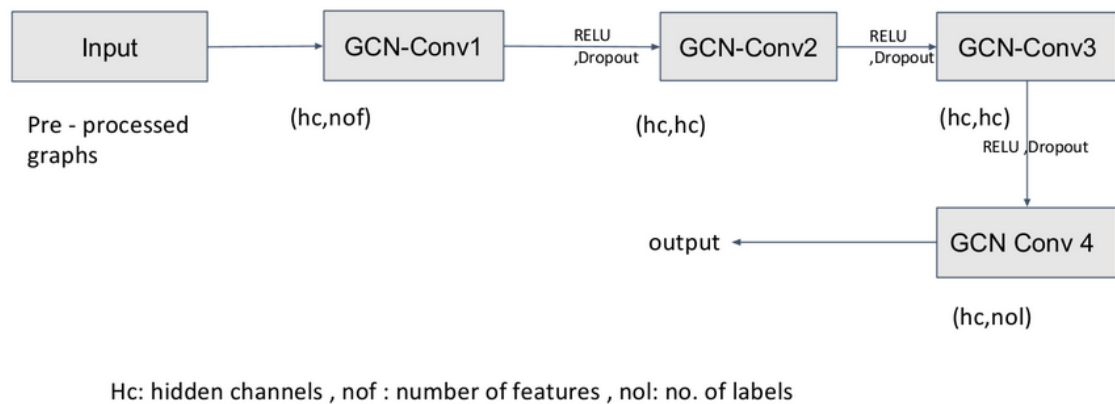 Input
GCN-Conv1
RELU
,Dropout
GCN-Conv2
RELU
,Dropout
GCN-Conv3
Pre - processed
graphs
(hc,nof)
(hc,hc)
(hc,hc)
RELU ,Dropout
output
GCN Conv 4
(hc,nol)
Hc: hidden channels , nof : number of features , nol: no. of labels